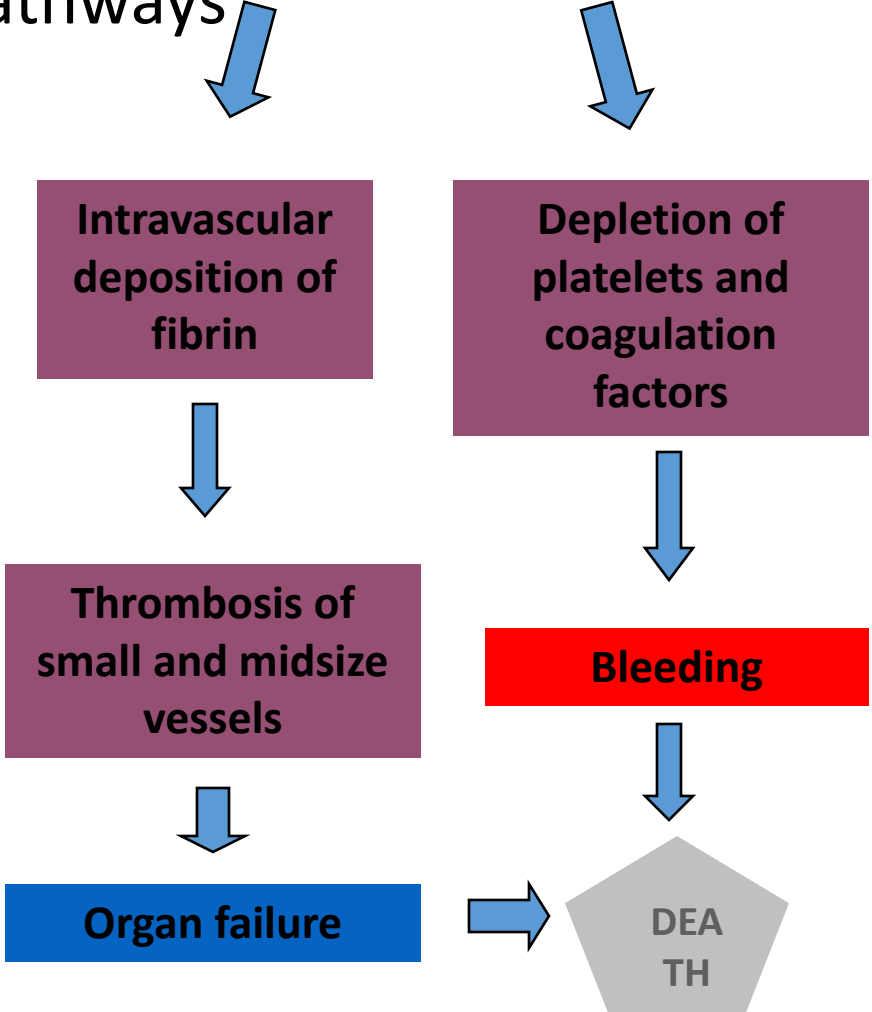 athways
Intravascular
deposition of
fibrin
Depletion of
platelets and
coagulation
factors
Thrombosis of
small and midsize
vessels
Bleeding
Organ failure
DEA
TH